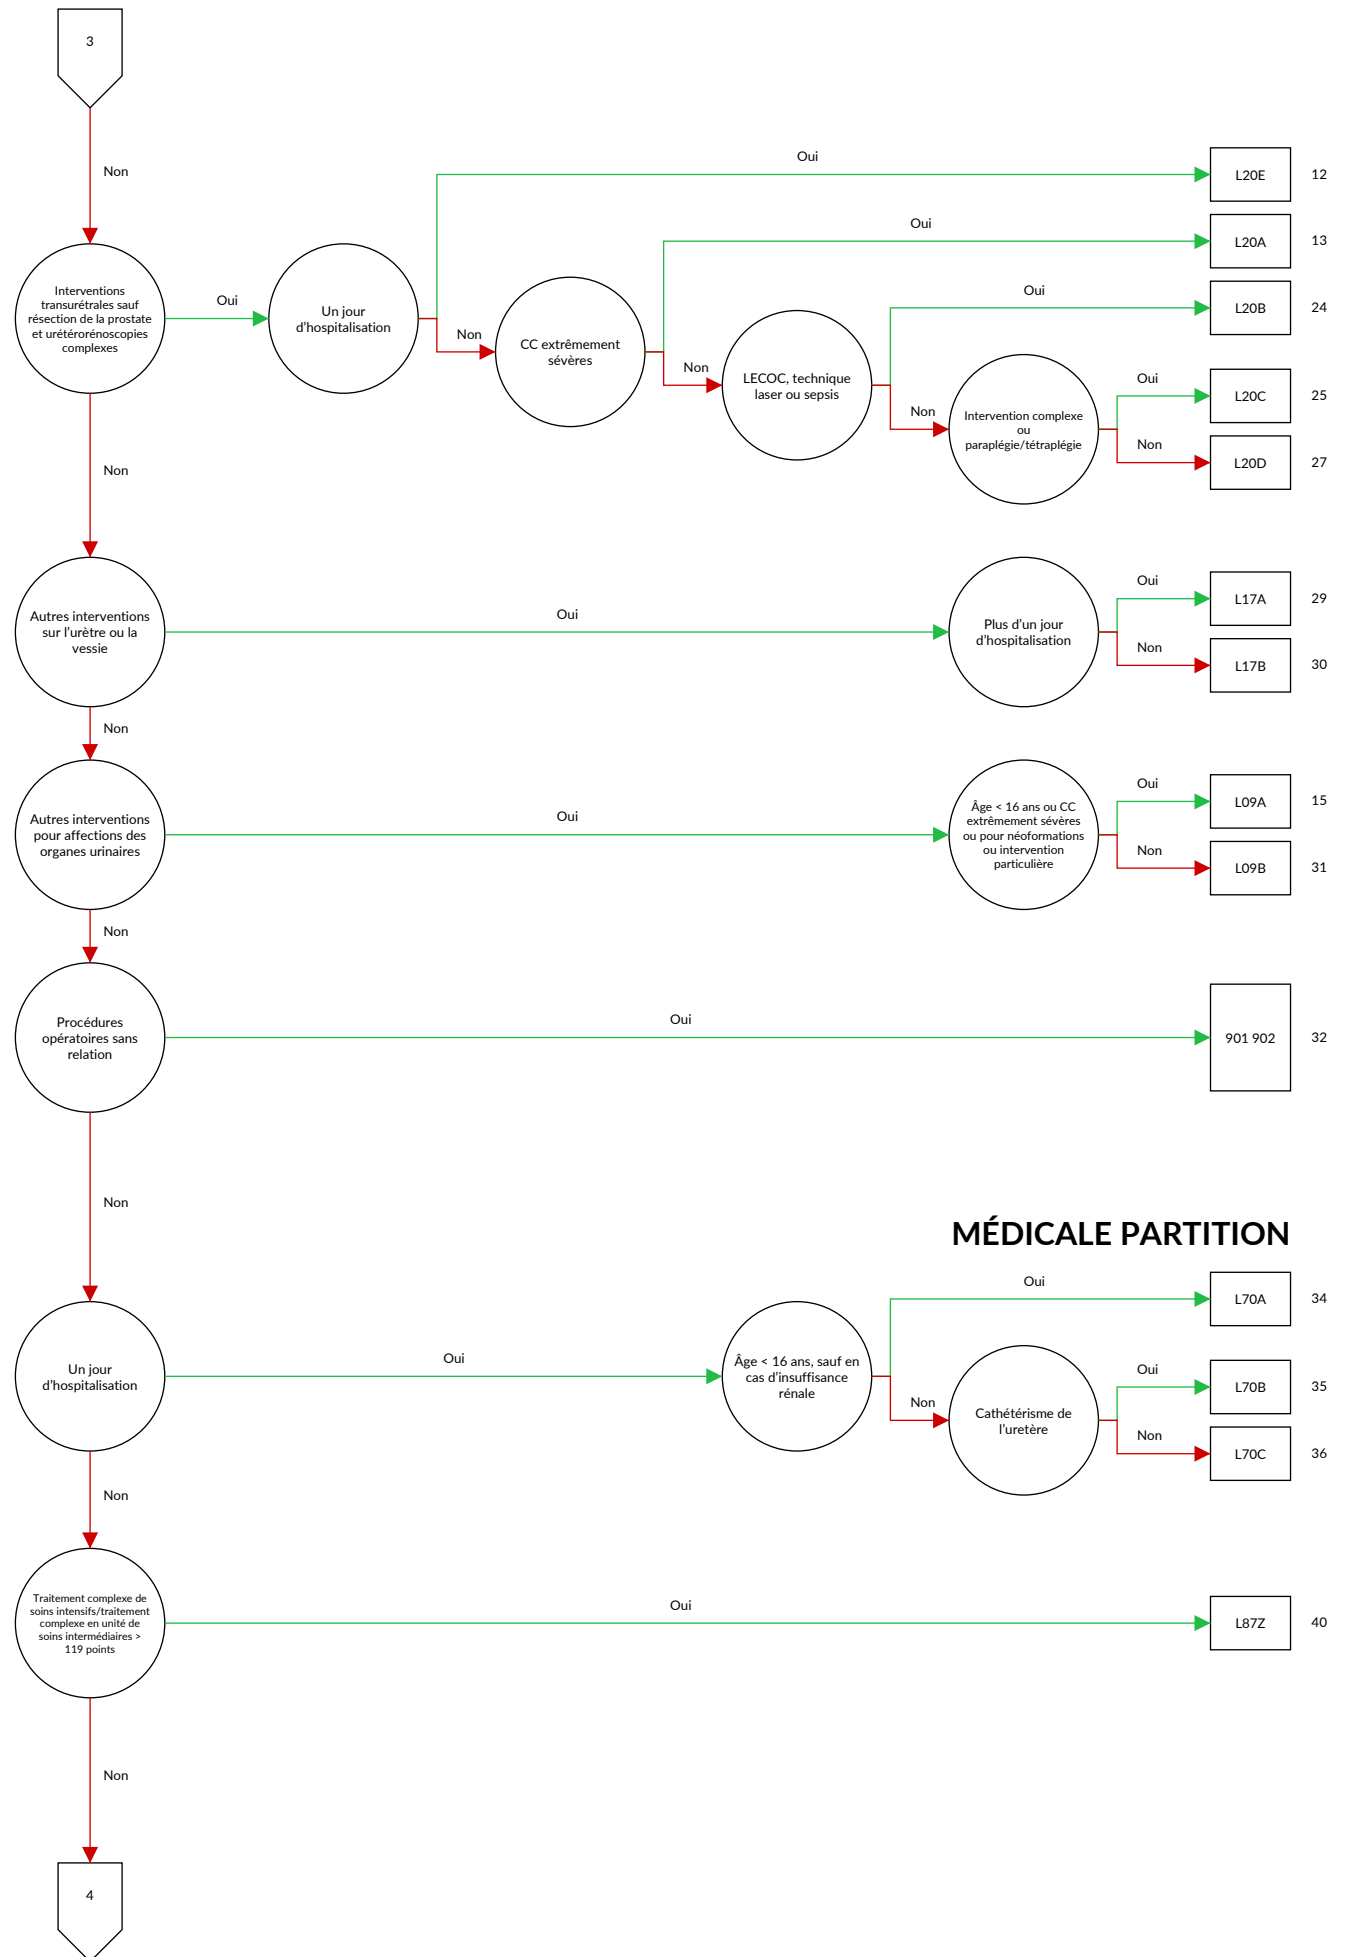 3
Non
Oui
L20E
12
Oui
L20A
13
Interventions
transurétrales sauf
résection de la prostate
et urétérorénoscopies
complexes
Oui
Un jour
d'hospitalisation
Non
CC extrêmement
sévères
Non
LECOC, technique
laser ou sepsis
Oui
L20B
24
Non
Intervention complexe
ou
paraplégie/tétraplégie
Oui
L20C
25
Non
L20D
27
Non
Autres interventions
sur l'urètre ou la
vessie
Oui
Plus d'un jour
d'hospitalisation
Oui
L17A
29
Non
L17B
30
Non
Autres interventions
pour affections des
organes urinaires
Oui
Âge < 16 ans ou CC
extrêmement sévères
ou pour néoformations
ou intervention
particulière
Oui
L09A
15
Non
L09B
31
Non
Procédures
opératoires sans
relation
Oui
901 902
32
Non
MÉDICALE PARTITION
Un jour
d'hospitalisation
Oui
Âge < 16 ans, sauf en
cas d'insuffisance
rénale
Oui
L70A
34
Non
Cathétérisme de
l'uretère
Oui
L70B
35
Non
L70C
36
Non
Traitement complexe de
soins intensifs/traitement
complexe en unité de
soins intermédiaires >
119 points
Oui
L87Z
40
Non
4